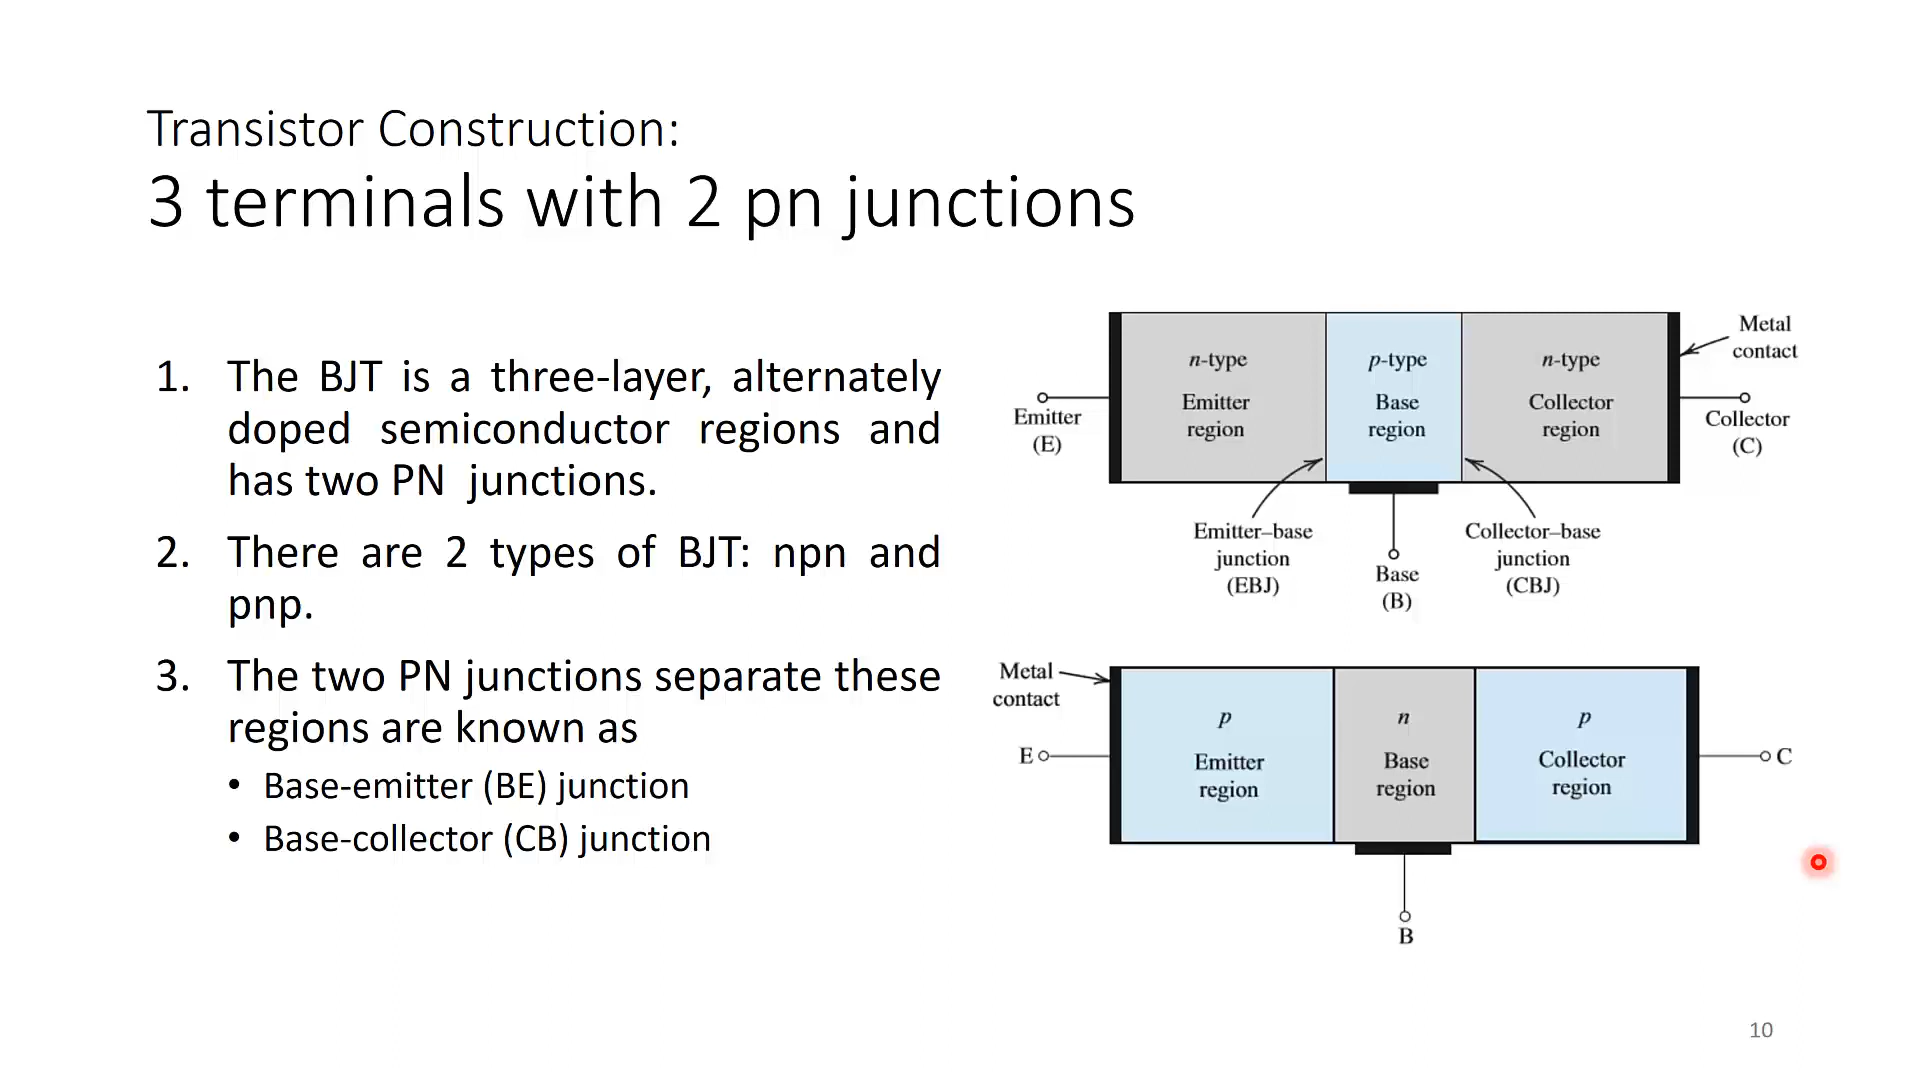 Transistor Construction:
3 terminals with 2 pn junctions
1. The BJT is a three-layer, alternately
doped semiconductor regions and
has two PN junctions.
2. There are 2 types of BJT: npn and
pnp.
3. The two PN junctions separate these
regions are known as
• Base-emitter (BE) junction
• Base-collector (CB) junction
Emitter
(E)
n-type
Emitter
region
p-type
Base
region
n-type
Collector
region
Metal
contact
Collector
(C)
Emitter–base
junction
(EBJ)
Base
(B)
Collector–base
junction
(CBJ)
Metal
contact
E
p
Emitter
region
n
Base
region
p
Collector
region
C
B
10